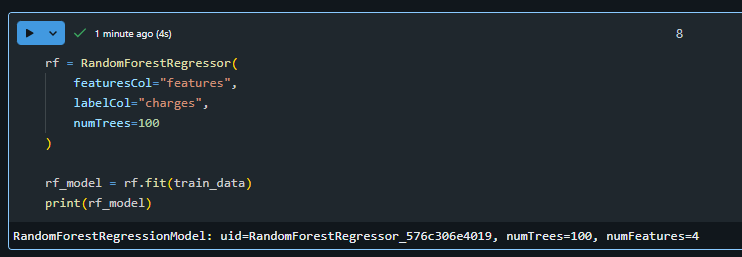 1 minute ago (4s)
8
rf = RandomForestRegressor(
    featuresCol="features",
    labelCol="charges",
    numTrees=100
)
rf_model = rf.fit(train_data)
print(rf_model)
RandomForestRegressionModel: uid=RandomForestRegressor_576c306e4019, numTrees=100, numFeatures=4